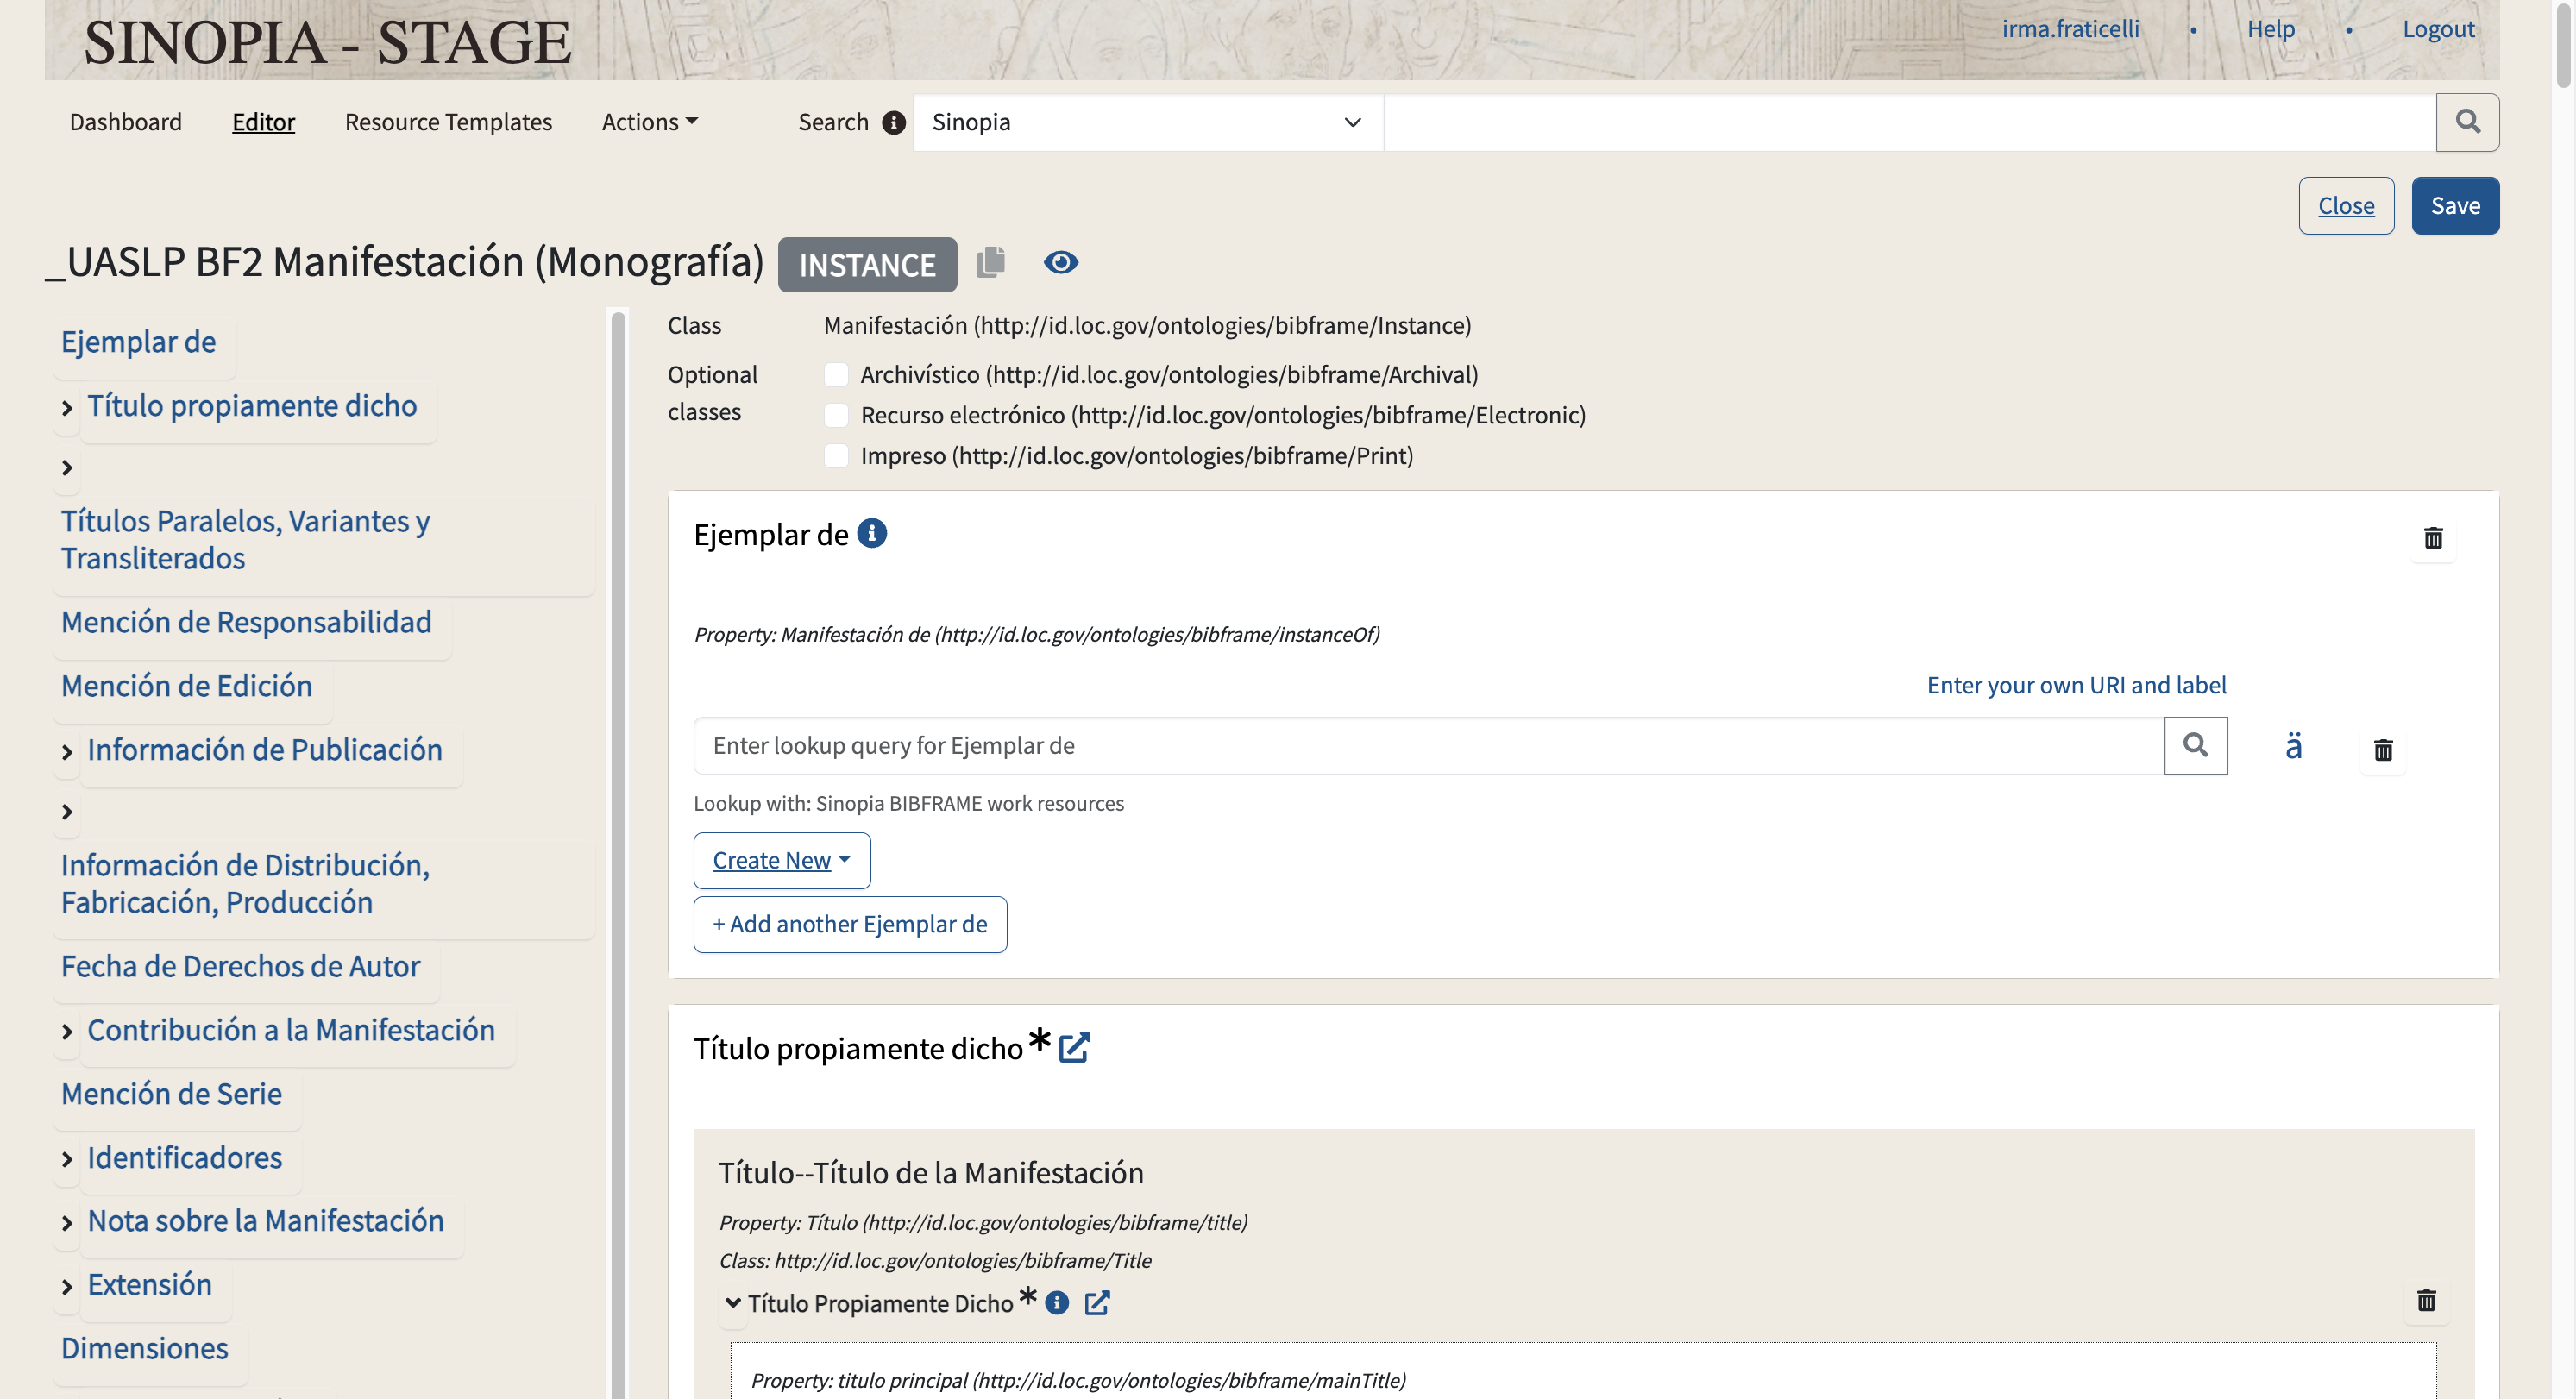 SINOPIA - STAGE
irma.fraticelli • Help • Logout
Dashboard Editor Resource Templates Actions Search Sinopia
Close Save
_UASLP BF2 Manifestación (Monografía) INSTANCE
Ejemplar de
Título propiamente dicho
Títulos Paralelos, Variantes y
Transliterados
Mención de Responsabilidad
Mención de Edición
Información de Publicación
Información de Distribución,
Fabricación, Producción
Fecha de Derechos de Autor
Contribución a la Manifestación
Mención de Serie
Identificadores
Nota sobre la Manifestación
Extensión
Dimensiones
Class Manifestación (http://id.loc.gov/ontologies/bibframe/Instance)
Optional
classes
Archivístico (http://id.loc.gov/ontologies/bibframe/Archival)
Recurso electrónico (http://id.loc.gov/ontologies/bibframe/Electronic)
Impreso (http://id.loc.gov/ontologies/bibframe/Print)
Ejemplar de
Property: Manifestación de (http://id.loc.gov/ontologies/bibframe/instanceOf)
Enter your own URI and label
Enter lookup query for Ejemplar de
ä
Lookup with: Sinopia BIBFRAME work resources
Create New
+ Add another Ejemplar de
Título propiamente dicho *
Título--Título de la Manifestación
Property: Título (http://id.loc.gov/ontologies/bibframe/title)
Class: http://id.loc.gov/ontologies/bibframe/Title
Título Propiamente Dicho *
Property: titulo principal (http://id.loc.gov/ontologies/bibframe/mainTitle)